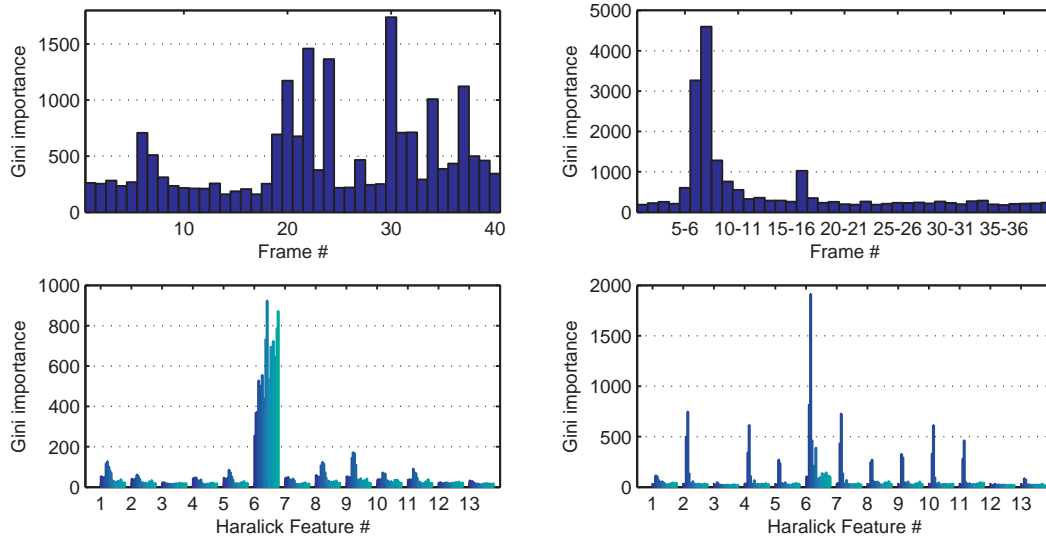 1500
1000
500
0
Gini importance
10 20 30 40
Frame #
5000
4000
3000
2000
1000
0
Gini importance
5-6 10-11 15-16 20-21 25-26 30-31 35-36
Frame #
1000
800
600
400
200
0
Gini importance
1 2 3 4 5 6 7 8 9 10 11 12 13
Haralick Feature #
2000
1500
1000
500
0
Gini importance
1 2 3 4 5 6 7 8 9 10 11 12 13
Haralick Feature #